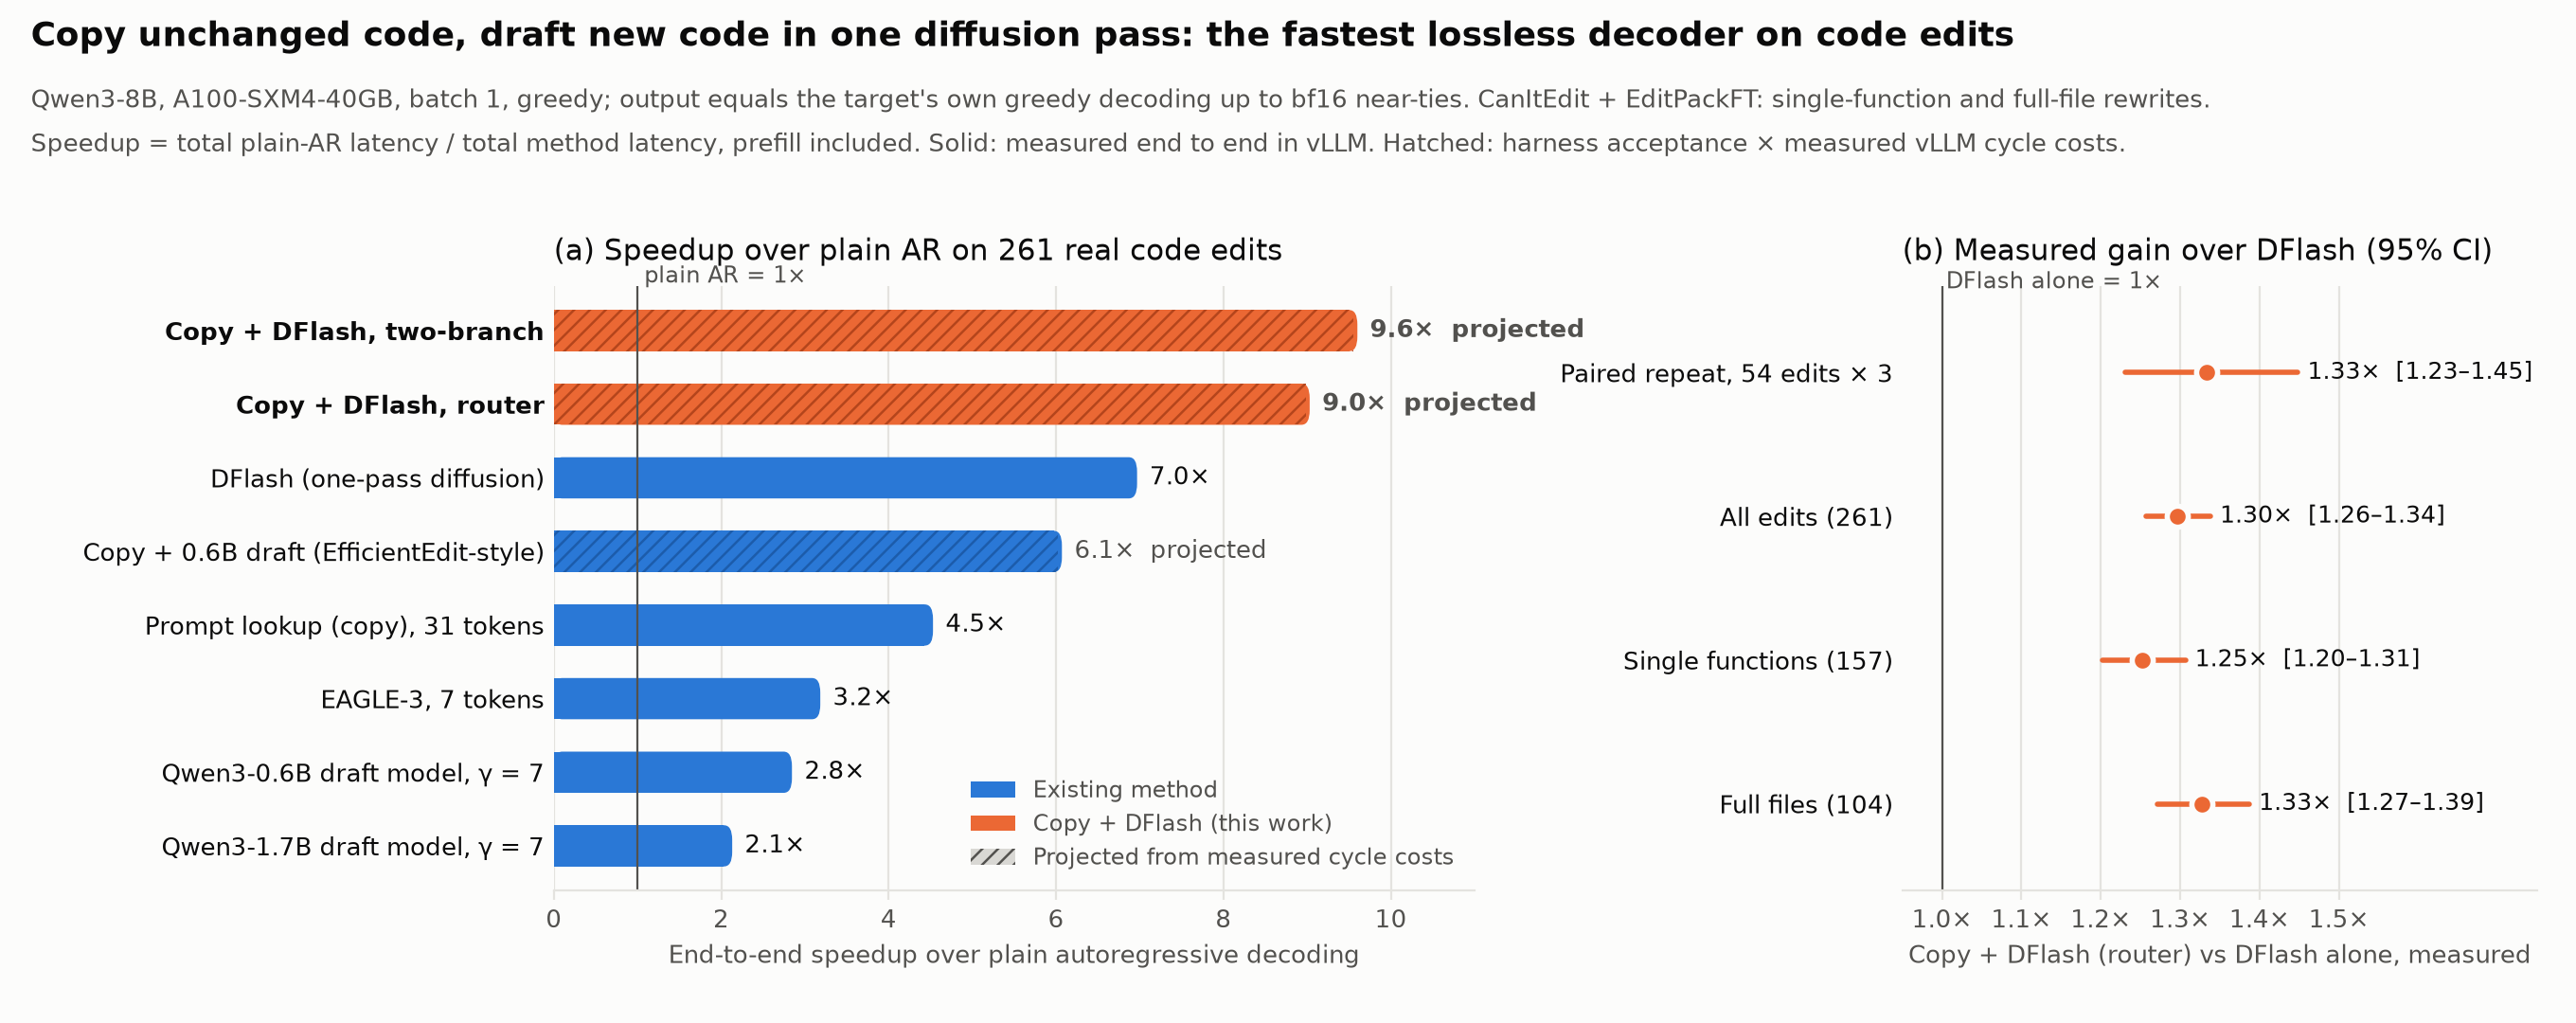 Copy unchanged code, draft new code in one diffusion pass: the fastest lossless decoder on code edits
Qwen3-8B, A100-SXM4-40GB, batch 1, greedy; output equals the target's own greedy decoding up to bf16 near-ties. CanItEdit + EditPackFT: single-function and full-file rewrites.
Speedup = total plain-AR latency / total method latency, prefill included. Solid: measured end to end in vLLM. Hatched: harness acceptance × measured vLLM cycle costs.
(a) Speedup over plain AR on 261 real code edits
plain AR = 1×
Copy + DFlash, two-branch
9.6× projected
Copy + DFlash, router
9.0× projected
DFlash (one-pass diffusion)
7.0×
Copy + 0.6B draft (EfficientEdit-style)
6.1× projected
Prompt lookup (copy), 31 tokens
4.5×
EAGLE-3, 7 tokens
3.2×
Qwen3-0.6B draft model, γ = 7
2.8×
Qwen3-1.7B draft model, γ = 7
2.1×
Existing method
Copy + DFlash (this work)
Projected from measured cycle costs
0 2 4 6 8 10
End-to-end speedup over plain autoregressive decoding
(b) Measured gain over DFlash (95% CI)
DFlash alone = 1×
Paired repeat, 54 edits × 3
1.33× [1.23–1.45]
All edits (261)
1.30× [1.26–1.34]
Single functions (157)
1.25× [1.20–1.31]
Full files (104)
1.33× [1.27–1.39]
1.0× 1.1× 1.2× 1.3× 1.4× 1.5×
Copy + DFlash (router) vs DFlash alone, measured